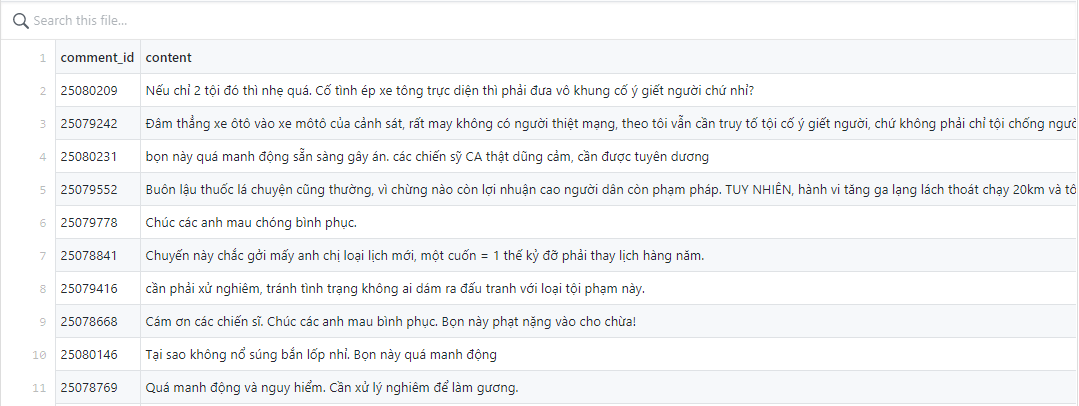 Search this file...
1 comment_id content
2 25080209 Nếu chỉ 2 tội đó thì nhẹ quá. Cố tình ép xe tông trực diện thì phải đưa vô khung cố ý giết người chứ nhỉ?
3 25079242 Đâm thẳng xe ôtô vào xe môtô của cảnh sát, rất may không có người thiệt mạng, theo tôi vẫn cần truy tố tội cố ý giết người, chứ không phải chỉ tội chống ngườ
4 25080231 bọn này quá manh động sẵn sàng gây án. các chiến sỹ CA thật dũng cảm, cần được tuyên dương
5 25079552 Buôn lậu thuốc lá chuyện cũng thường, vì chừng nào còn lợi nhuận cao người dân còn phạm pháp. TUY NHIÊN, hành vi tăng ga lạng lách thoát chạy 20km và tô
6 25079778 Chúc các anh mau chóng bình phục.
7 25078841 Chuyến này chắc gởi mấy anh chị loại lịch mới, một cuốn = 1 thế kỷ đỡ phải thay lịch hàng năm.
8 25079416 cần phải xử nghiêm, tránh tình trạng không ai dám ra đấu tranh với loại tội phạm này.
9 25078668 Cám ơn các chiến sĩ. Chúc các anh mau bình phục. Bọn này phạt nặng vào cho chừa!
10 25080146 Tại sao không nổ súng bắn lốp nhỉ. Bọn này quá manh động
11 25078769 Quá manh động và nguy hiểm. Cần xử lý nghiêm để làm gương.